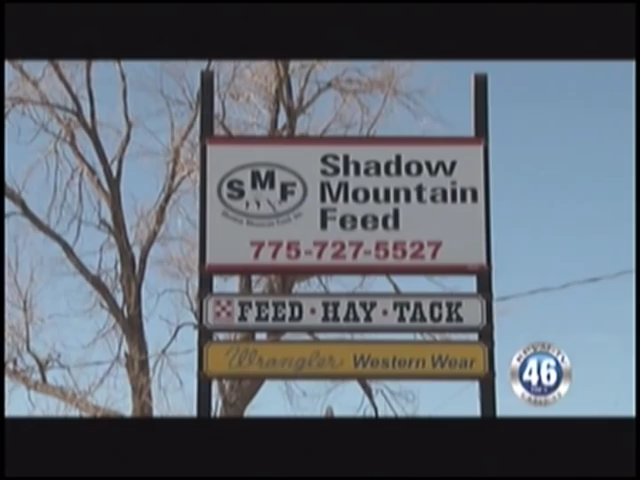 SMF
Shadow
Mountain
Feed
775-727-5527
FEED·HAY·TACK
Wrangler Western Wear
46